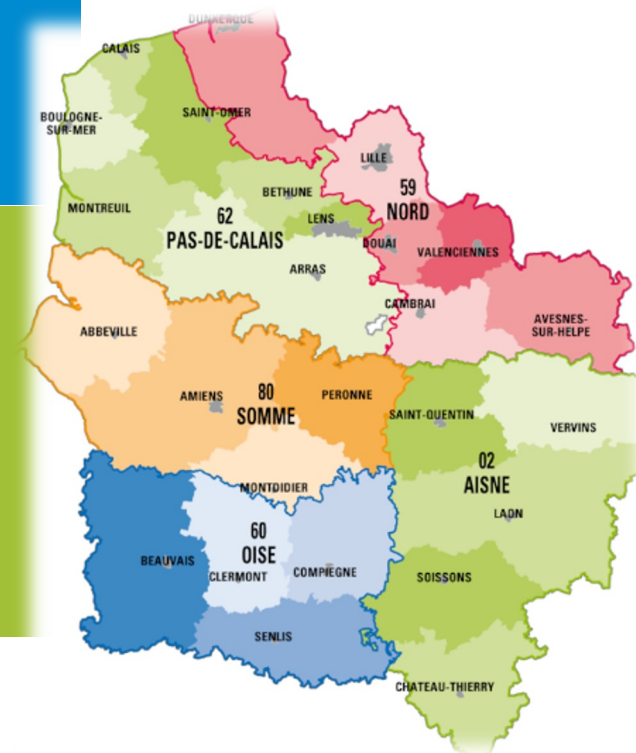 DUNKERQUE
CALAIS
SAINT-OMER
BOULOGNE-
SUR-MER
LILLE
59
NORD
BETHUNE
MONTREUIL
62
PAS-DE-CALAIS
LENS
DOUAI
VALENCIENNES
ARRAS
CAMBRAI
AVESNES-
SUR-HELPE
ABBEVILLE
AMIENS
80
SOMME
PERONNE
SAINT-QUENTIN
VERVINS
02
AISNE
MONTDIDIER
LAON
60
OISE
BEAUVAIS
CLERMONT
COMPIEGNE
SOISSONS
SENLIS
CHATEAU-THIERRY